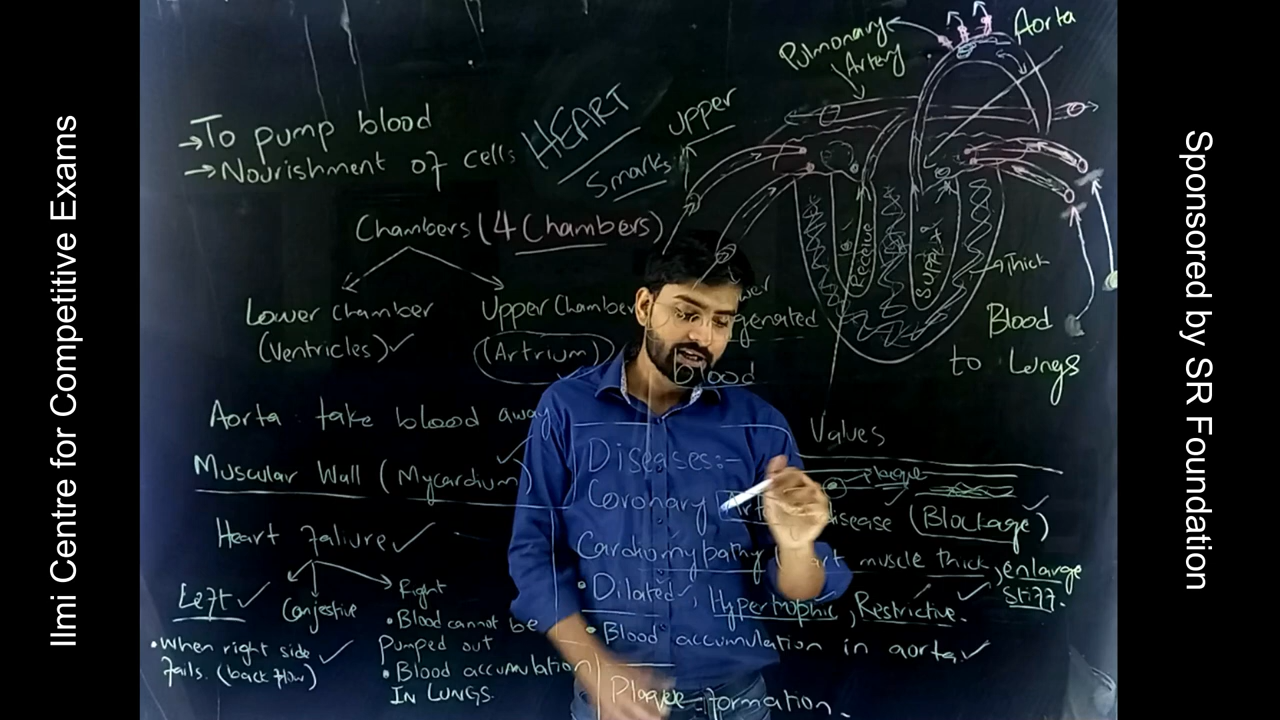 Ilmi Centre for Competitive Exams
→To pump blood
→Nourishment of cells
HEART
5marks
upper
Pulmonary
Artery
Aorta
Chambers (4 Chambers)
Lower chamber
(Ventricles)✓
Upper Chamber
(Artrium)
blood
Receive
Supply
Thick
Blood
to Lungs
Aorta take blood away
Muscular Wall (Mycardium)
Heart Faliure✓
Left✓
Conjestive
Right
•When right side
Fails. (back flow)
•Blood cannot be
Pumped out
•Blood accumulation
IN LUNGS.
Values
plaque
Diseases:-
Coronary
disease (Blockage)
Cardiomypathy
muscle thick, enlarge
Stiff.
•Dilated, Hypertrophic, Restrictive.
•Blood accumulation in aorta.✓
Plaque formation.
Sponsored by SR Foundation